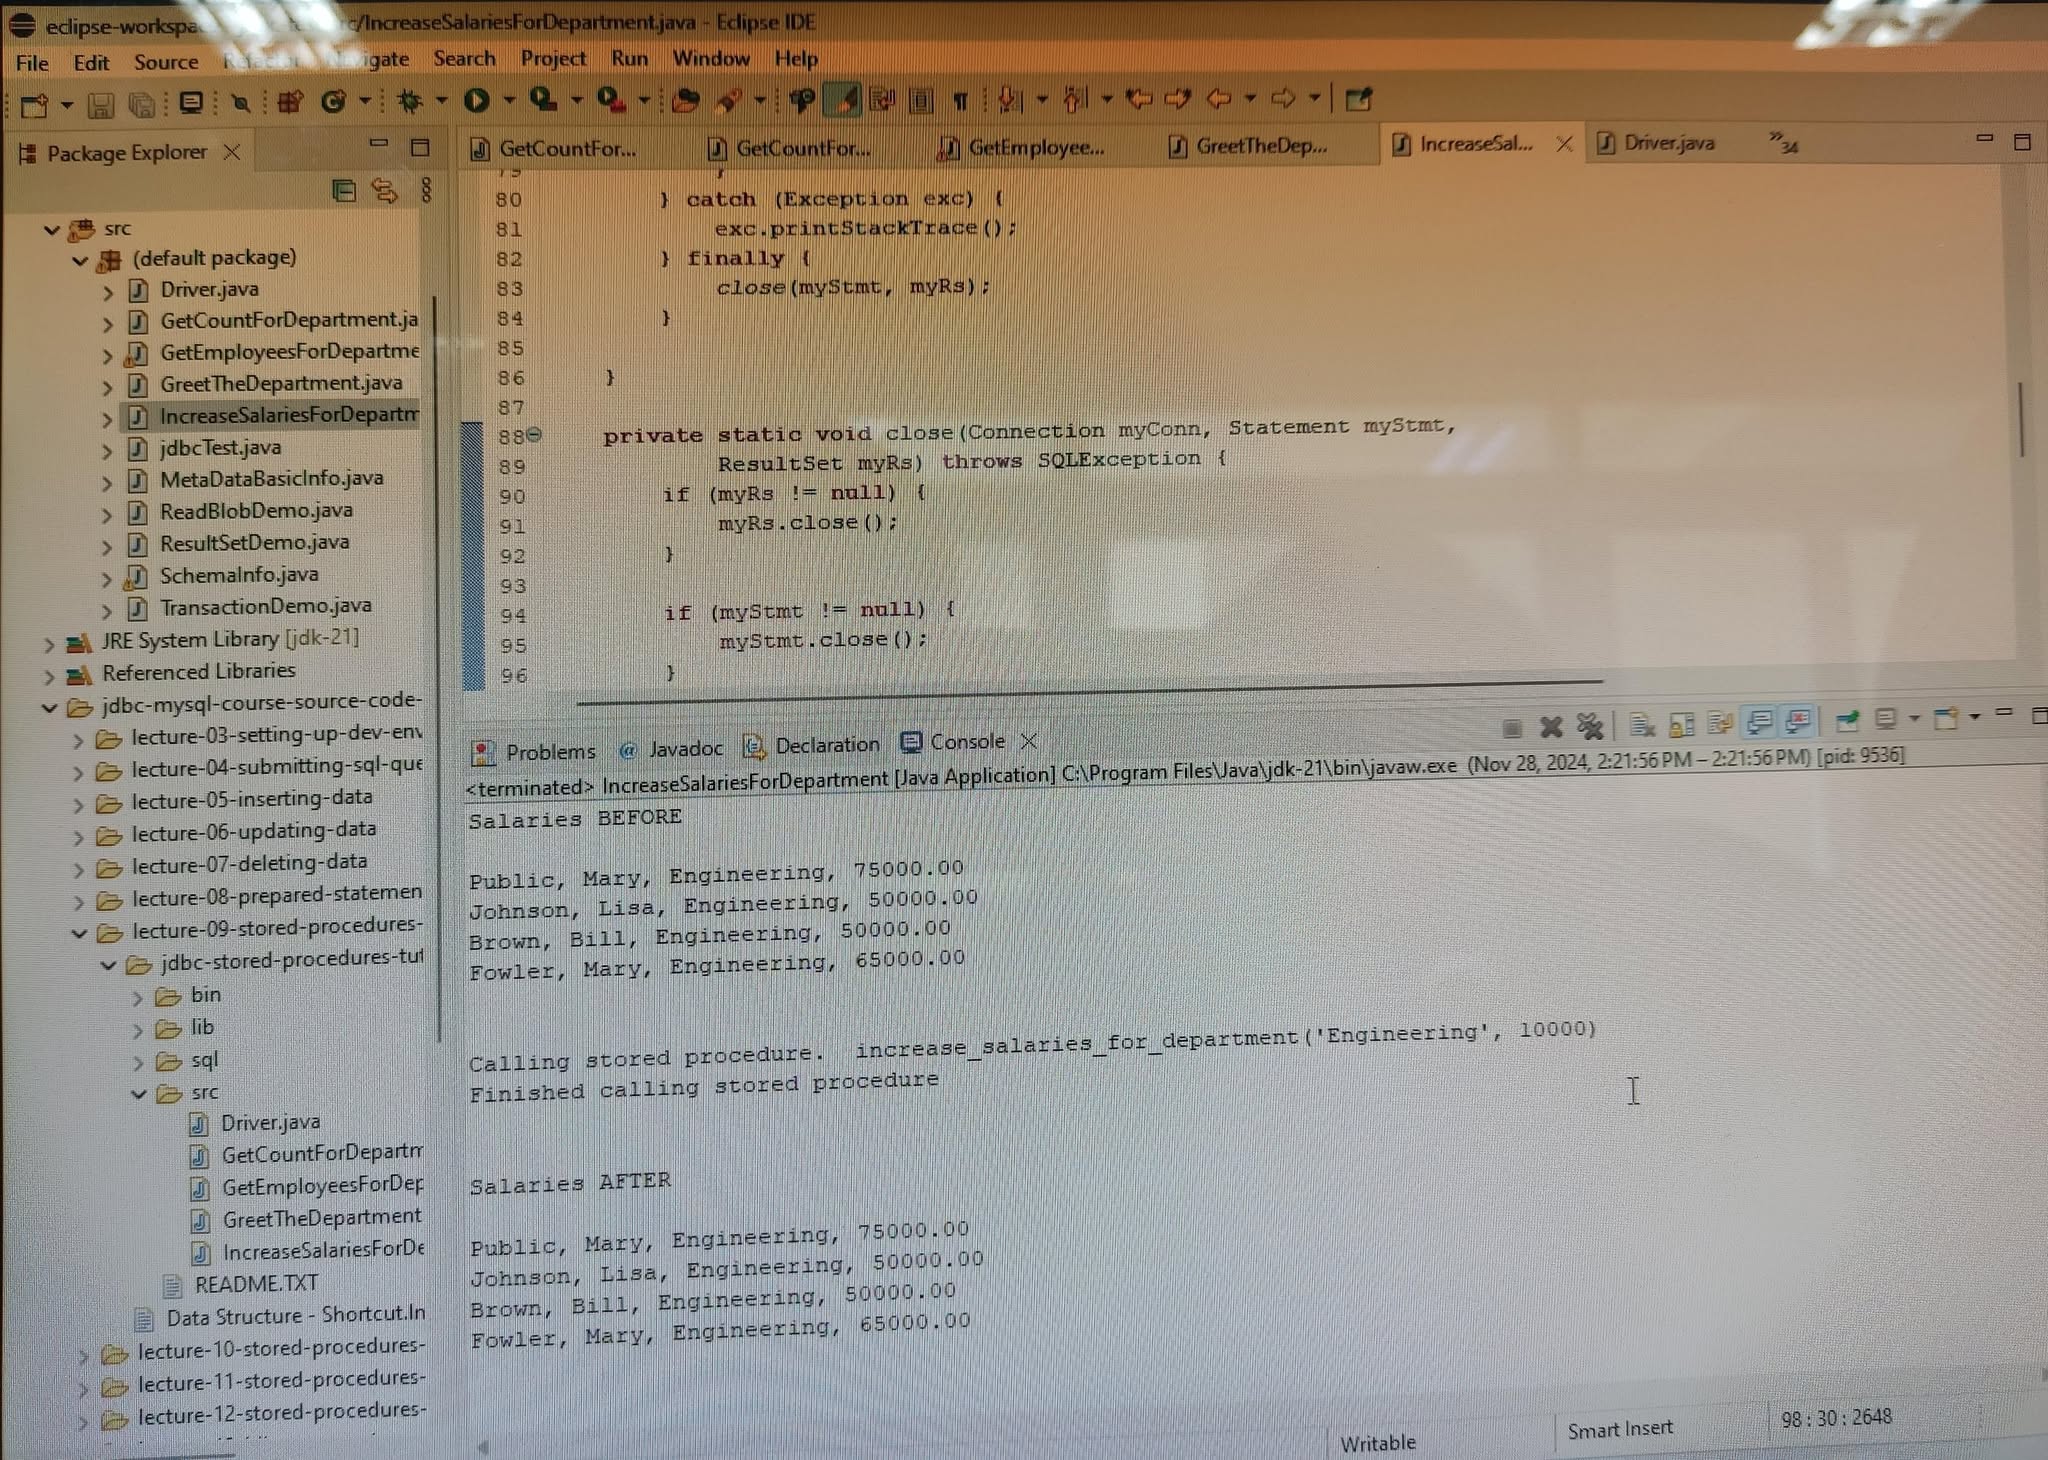 /IncreaseSalariesForDepartment.java - Eclipse IDE
File Edit Source Search Project Run Window Help
Package Explorer
GetCountFor... GetCountFor... GetEmployee... GreetTheDep... IncreaseSal... Driver.java »34
src
(default package)
Driver.java
GetCountForDepartment.ja
GetEmployeesForDepartme
GreetTheDepartment.java
IncreaseSalariesForDepartm
jdbcTest.java
MetaDataBasicInfo.java
ReadBlobDemo.java
ResultSetDemo.java
SchemaInfo.java
TransactionDemo.java
JRE System Library [jdk-21]
Referenced Libraries
jdbc-mysql-course-source-code-
lecture-03-setting-up-dev-env
lecture-04-submitting-sql-que
lecture-05-inserting-data
lecture-06-updating-data
lecture-07-deleting-data
lecture-08-prepared-statemen
lecture-09-stored-procedures-
jdbc-stored-procedures-tut
bin
lib
sql
src
Driver.java
GetCountForDepartm
GetEmployeesForDep
GreetTheDepartment
IncreaseSalariesForDe
README.TXT
Data Structure - Shortcut.ln
lecture-10-stored-procedures-
lecture-11-stored-procedures-
lecture-12-stored-procedures-
80 } catch (Exception exc) {
81 exc.printStackTrace();
82 } finally {
83 close(myStmt, myRs);
84 }
85
86 }
87
88 private static void close(Connection myConn, Statement myStmt,
89 ResultSet myRs) throws SQLException {
90 if (myRs != null) {
91 myRs.close();
92 }
93
94 if (myStmt != null) {
95 myStmt.close();
96 }
Problems @ Javadoc Declaration Console
<terminated> IncreaseSalariesForDepartment [Java Application] C:\Program Files\Java\jdk-21\bin\javaw.exe (Nov 28, 2024, 2:21:56 PM – 2:21:56 PM) [pid: 9536]
Salaries BEFORE
Public, Mary, Engineering, 75000.00
Johnson, Lisa, Engineering, 50000.00
Brown, Bill, Engineering, 50000.00
Fowler, Mary, Engineering, 65000.00
Calling stored procedure. increase_salaries_for_department('Engineering', 10000)
Finished calling stored procedure
Salaries AFTER
Public, Mary, Engineering, 75000.00
Johnson, Lisa, Engineering, 50000.00
Brown, Bill, Engineering, 50000.00
Fowler, Mary, Engineering, 65000.00
Writable Smart Insert 98 : 30 : 2648